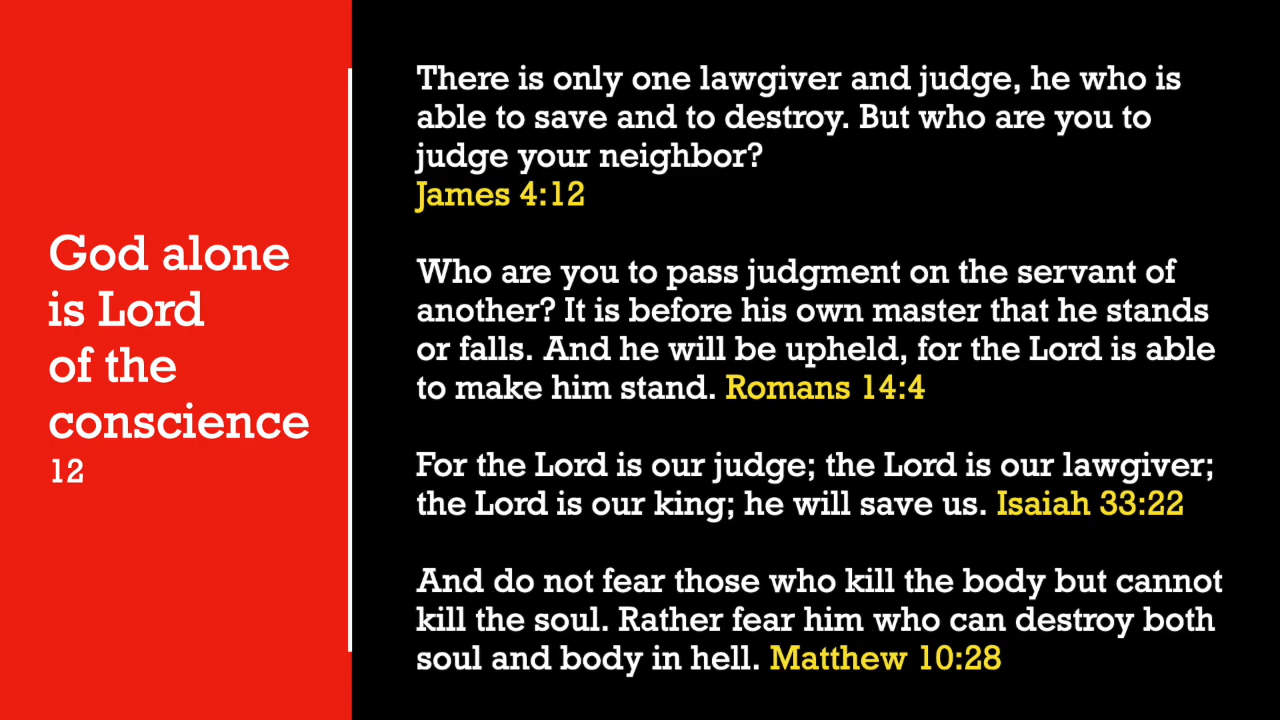 God alone
is Lord
of the
conscience
12
There is only one lawgiver and judge, he who is
able to save and to destroy. But who are you to
judge your neighbor?
James 4:12
Who are you to pass judgment on the servant of
another? It is before his own master that he stands
or falls. And he will be upheld, for the Lord is able
to make him stand. Romans 14:4
For the Lord is our judge; the Lord is our lawgiver;
the Lord is our king; he will save us. Isaiah 33:22
And do not fear those who kill the body but cannot
kill the soul. Rather fear him who can destroy both
soul and body in hell. Matthew 10:28